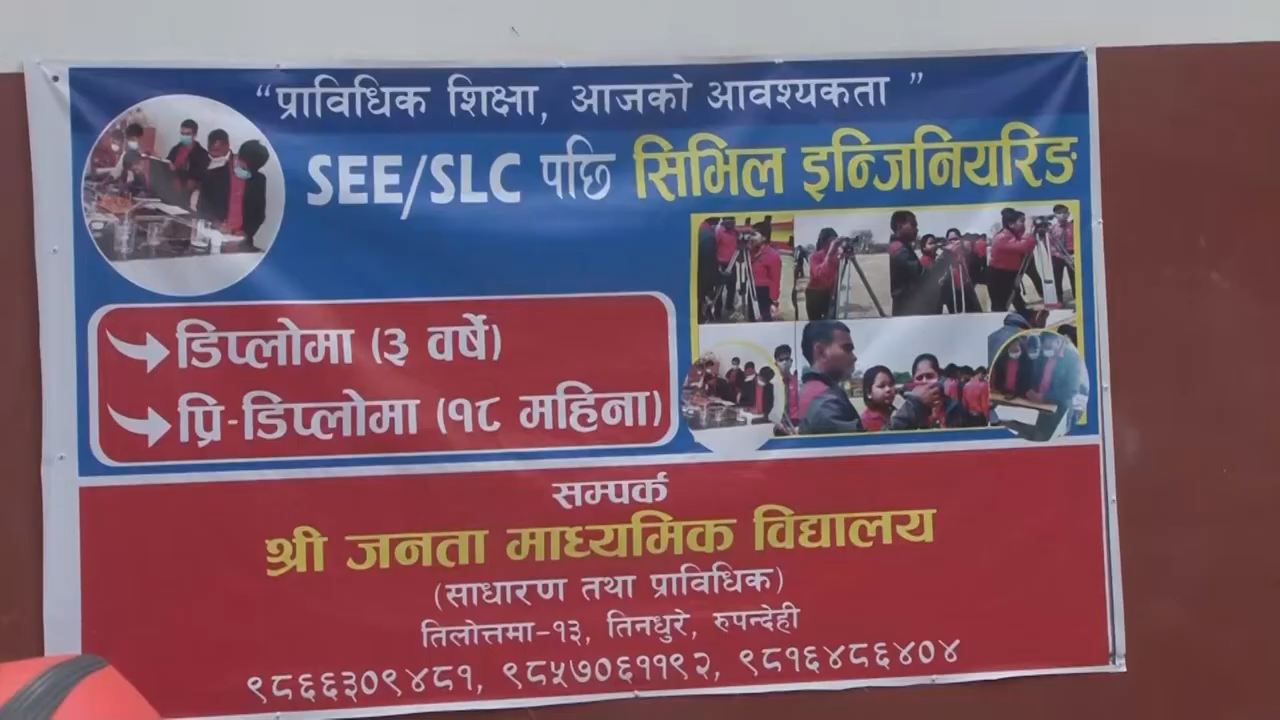 “प्राविधिक शिक्षा, आजको आवश्यकता ”
SEE/SLC पछि सिभिल इन्जिनियरिङ
डिप्लोमा (३ वर्षे)
प्रि-डिप्लोमा (१८ महिना)
सम्पर्क
श्री जनता माध्यमिक विद्यालय
(साधारण तथा प्राविधिक)
तिलोत्तमा-१३, तिनधुरे, रुपन्देही
९८६६३०९४८१, ९८५७०६११९२, ९८१६४८६४०४